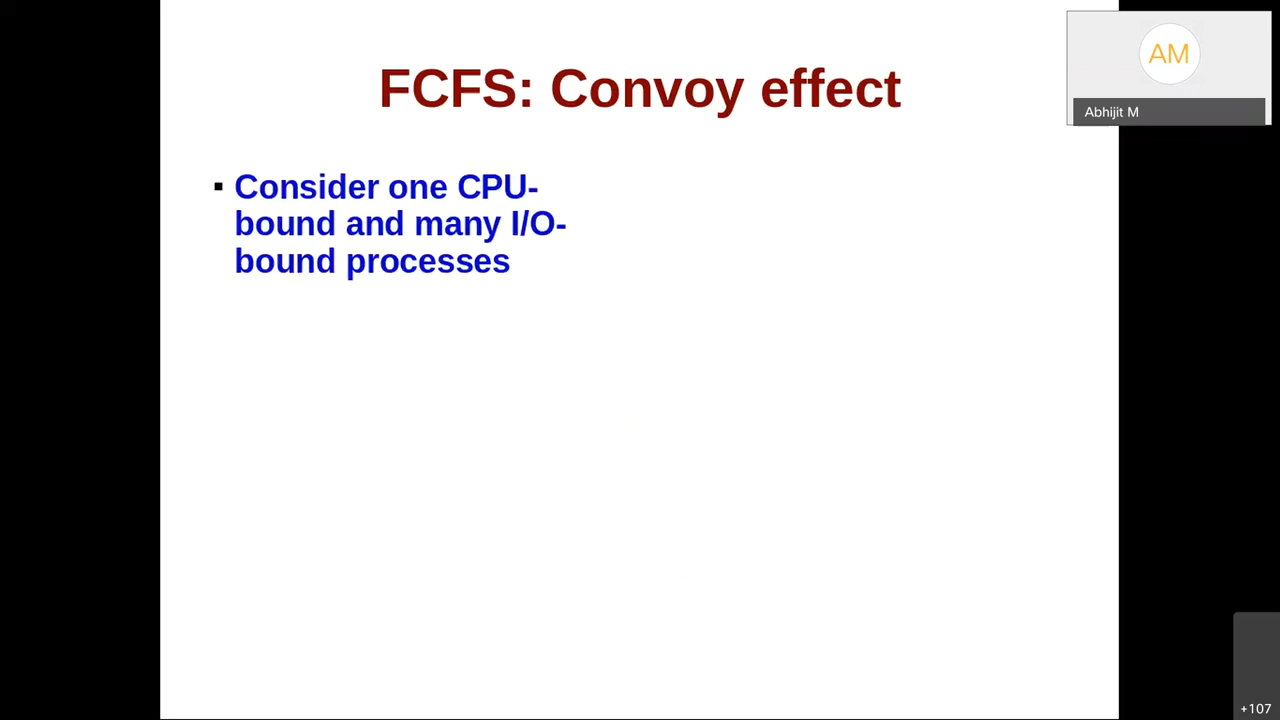 FCFS: Convoy effect
▪ Consider one CPU-
bound and many I/O-
bound processes
AM
Abhijit M
+107